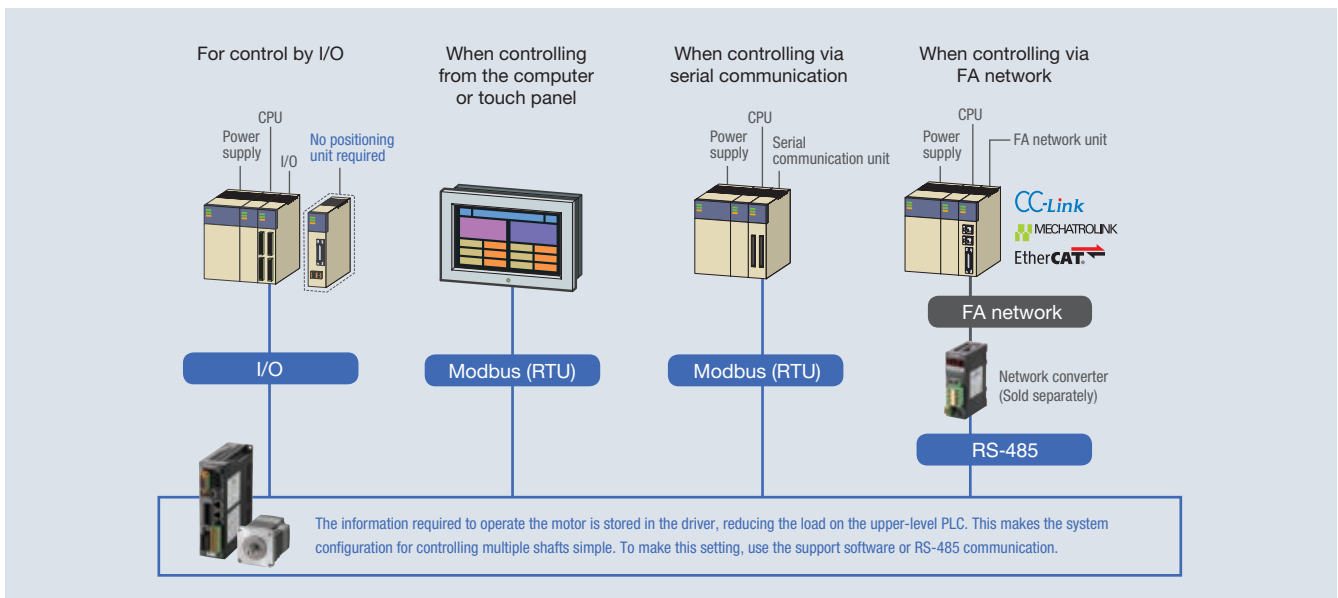 For control by I/O
CPU
Power
supply
I/O
No positioning
unit required
I/O
When controlling
from the computer
or touch panel
Modbus (RTU)
When controlling via
serial communication
CPU
Power
supply
Serial
communication unit
Modbus (RTU)
When controlling via
FA network
CPU
Power
supply
FA network unit
CC-Link
MECHATROLINK
EtherCAT®
FA network
Network converter
(Sold separately)
RS-485
The information required to operate the motor is stored in the driver, reducing the load on the upper-level PLC. This makes the system
configuration for controlling multiple shafts simple. To make this setting, use the support software or RS-485 communication.